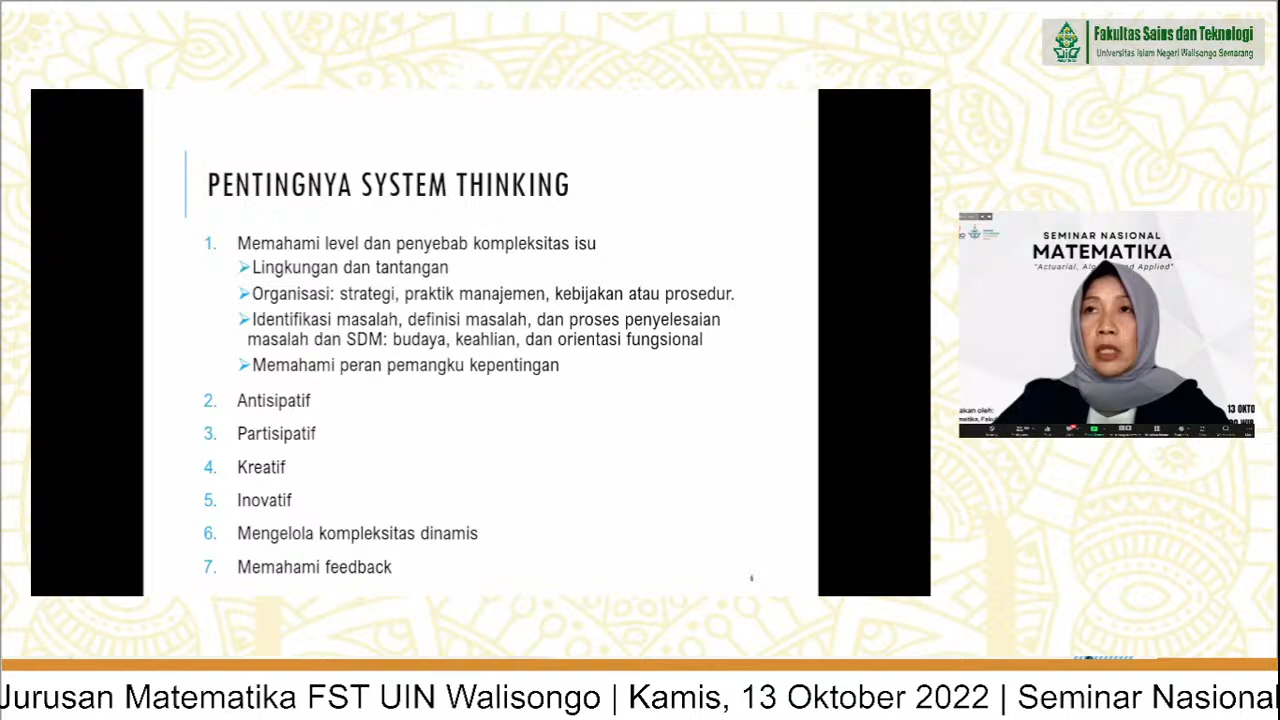 Fakultas Sains dan Teknologi
Universitas Islam Negeri Walisongo Semarang
PENTINGNYA SYSTEM THINKING
1. Memahami level dan penyebab kompleksitas isu
➢Lingkungan dan tantangan
➢Organisasi: strategi, praktik manajemen, kebijakan atau prosedur.
➢Identifikasi masalah, definisi masalah, dan proses penyelesaian
masalah dan SDM: budaya, keahlian, dan orientasi fungsional
➢Memahami peran pemangku kepentingan
2. Antisipatif
3. Partisipatif
4. Kreatif
5. Inovatif
6. Mengelola kompleksitas dinamis
7. Memahami feedback
6
SEMINAR NASIONAL
MATEMATIKA
"Actuarial, and Applied"
akan oleh:
13 OKTO
Jurusan Matematika FST UIN Walisongo | Kamis, 13 Oktober 2022 | Seminar Nasional